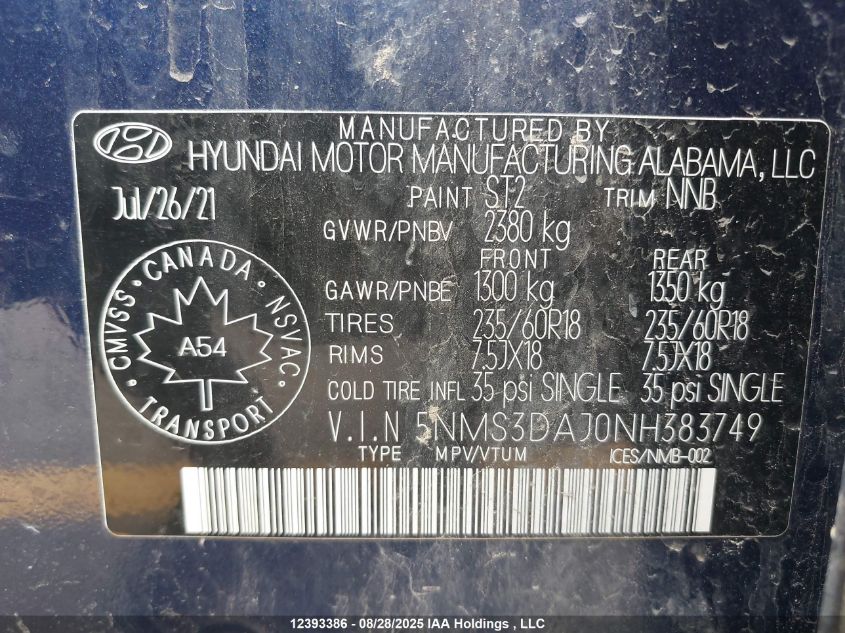 MANUFACTURED BY
HYUNDAI MOTOR MANUFACTURING ALABAMA, LLC
Jul/26/21 PAINT ST2 TRIM NNB
GVWR/PNBV 2380 kg
FRONT REAR
GAWR/PNBE 1300 kg 1350 kg
TIRES 235/60R18 235/60R18
RIMS 7.5JX18 7.5JX18
COLD TIRE INFL 35 psi SINGLE 35 psi SINGLE
V.I.N 5NMS3DAJ0NH383749
TYPE MPV/VTUM ICES/NMB-002
CMVSS • CANADA • NSVAC •
A54
TRANSPORT
12393386 - 08/28/2025 IAA Holdings , LLC